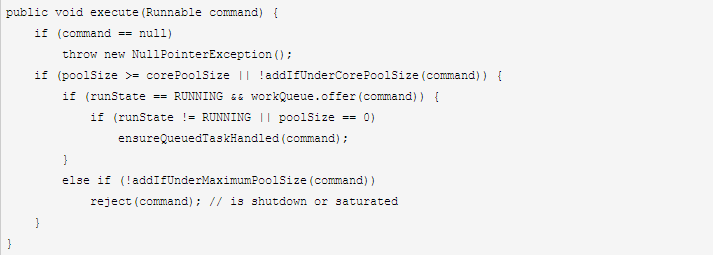 public void execute(Runnable command) {
    if (command == null)
        throw new NullPointerException();
    if (poolSize >= corePoolSize || !addIfUnderCorePoolSize(command)) {
        if (runState == RUNNING && workQueue.offer(command)) {
            if (runState != RUNNING || poolSize == 0)
                ensureQueuedTaskHandled(command);
        }
        else if (!addIfUnderMaximumPoolSize(command))
            reject(command); // is shutdown or saturated
    }
}